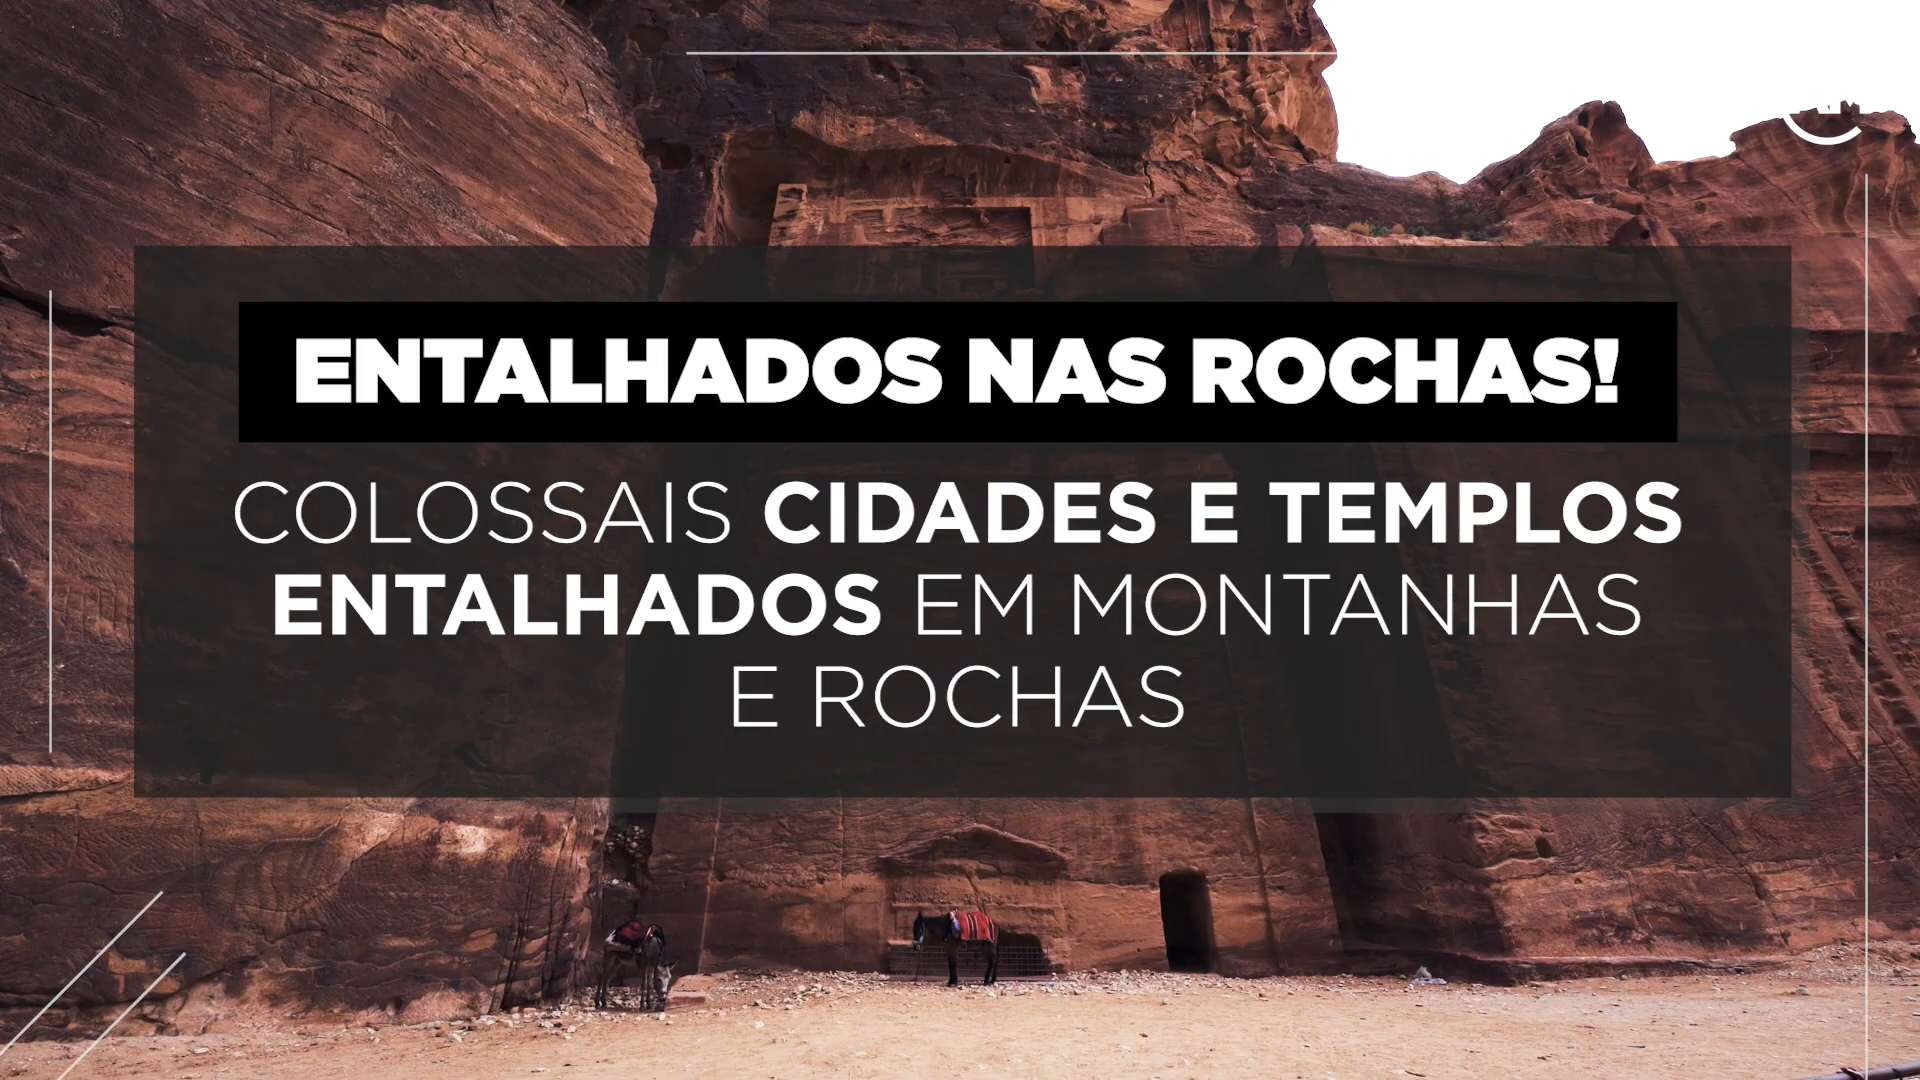 ENTALHADOS NAS ROCHAS!
COLOSSAIS CIDADES E TEMPLOS
ENTALHADOS EM MONTANHAS
E ROCHAS